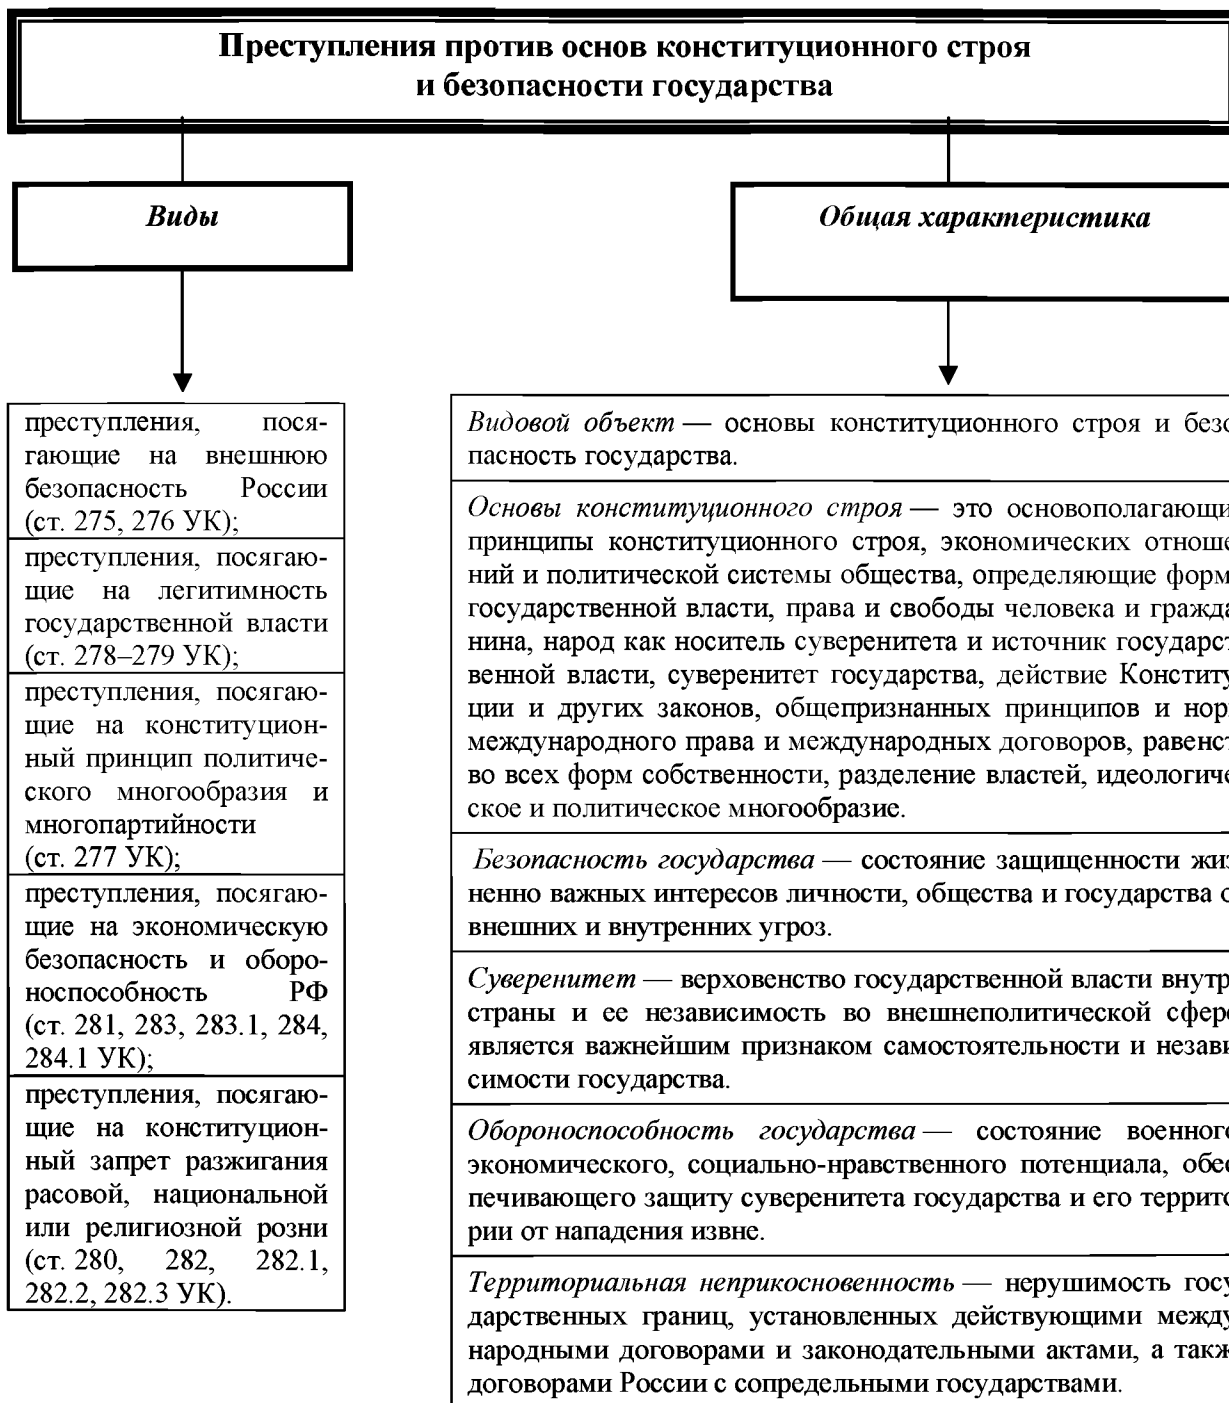 Преступления против основ конституционного строя
и безопасности государства
Виды
Общая характеристика
преступления, пося-
гающие на внешнюю
безопасность России
(ст. 275, 276 УК);
преступления, посягаю-
щие на легитимность
государственной власти
(ст. 278–279 УК);
преступления, посягаю-
щие на конституцион-
ный принцип политиче-
ского многообразия и
многопартийности
(ст. 277 УК);
преступления, посягаю-
щие на экономическую
безопасность и оборо-
носпособность РФ
(ст. 281, 283, 283.1, 284,
284.1 УК);
преступления, посягаю-
щие на конституцион-
ный запрет разжигания
расовой, национальной
или религиозной розни
(ст. 280, 282, 282.1,
282.2, 282.3 УК).
Видовой объект — основы конституционного строя и безо
пасность государства.
Основы конституционного строя — это основополагающи
принципы конституционного строя, экономических отноше
ний и политической системы общества, определяющие форм
государственной власти, права и свободы человека и гражда
нина, народ как носитель суверенитета и источник государст
венной власти, суверенитет государства, действие Конститу
ции и других законов, общепризнанных принципов и нор
международного права и международных договоров, равенст
во всех форм собственности, разделение властей, идеологиче
ское и политическое многообразие.
Безопасность государства — состояние защищенности жиз
ненно важных интересов личности, общества и государства о
внешних и внутренних угроз.
Суверенитет — верховенство государственной власти внутр
страны и ее независимость во внешнеполитической сфер
является важнейшим признаком самостоятельности и незави
симости государства.
Обороноспособность государства — состояние военног
экономического, социально-нравственного потенциала, обес
печивающего защиту суверенитета государства и его террито
рии от нападения извне.
Территориальная неприкосновенность — нерушимость госу
дарственных границ, установленных действующими между
народными договорами и законодательными актами, а такж
договорами России с сопредельными государствами.